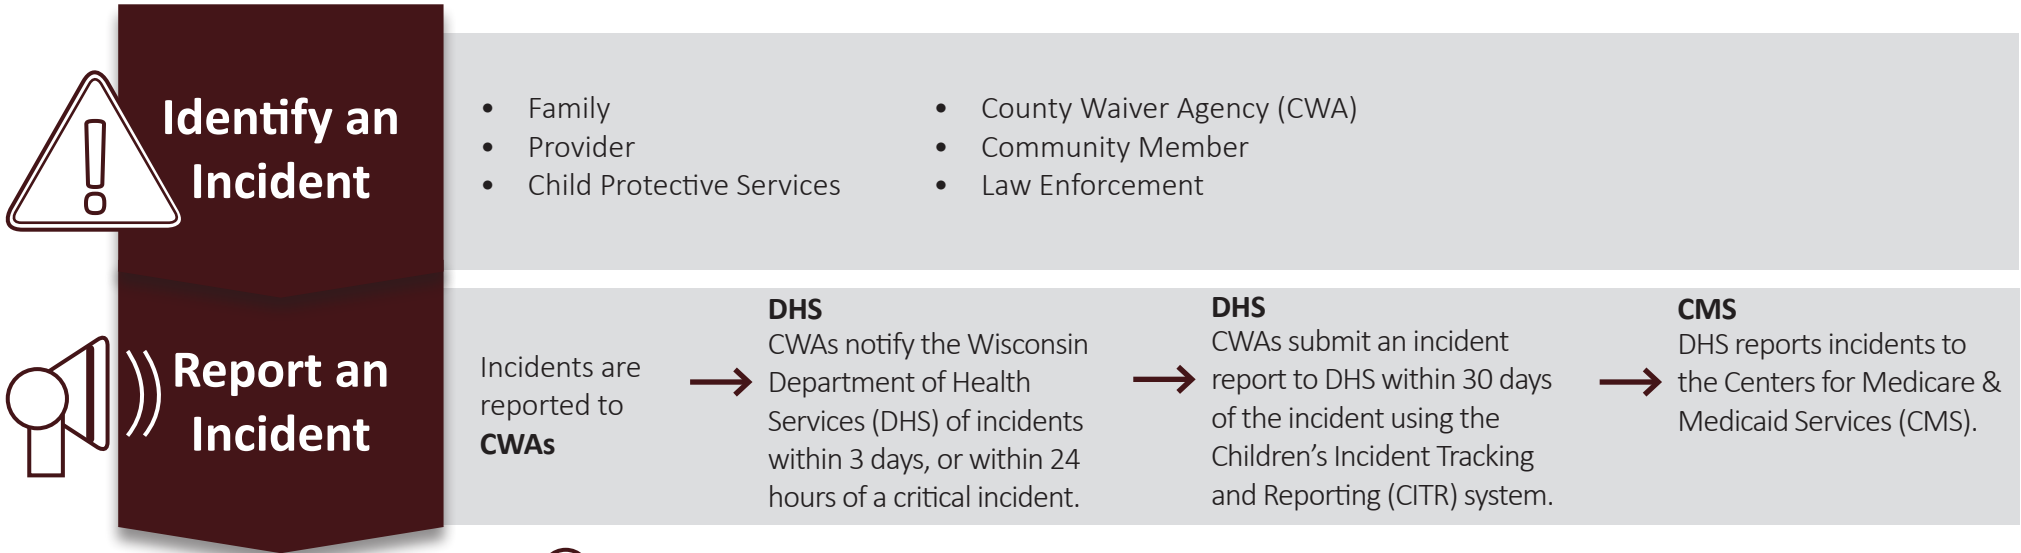 Identify an
Incident
• Family
• Provider
• Child Protective Services
• County Waiver Agency (CWA)
• Community Member
• Law Enforcement
Report an
Incident
Incidents are
reported to
CWAs
DHS
CWAs notify the Wisconsin
Department of Health
Services (DHS) of incidents
within 3 days, or within 24
hours of a critical incident.
DHS
CWAs submit an incident
report to DHS within 30 days
of the incident using the
Children’s Incident Tracking
and Reporting (CITR) system.
CMS
DHS reports incidents to
the Centers for Medicare &
Medicaid Services (CMS).